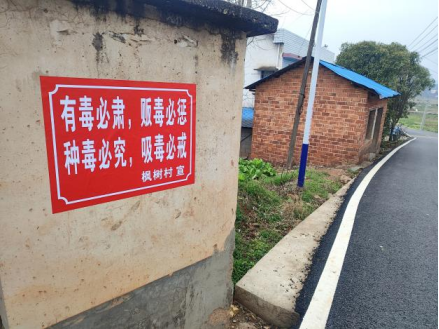 有毒必肃，贩毒必惩
种毒必究，吸毒必戒
枫树村 宣